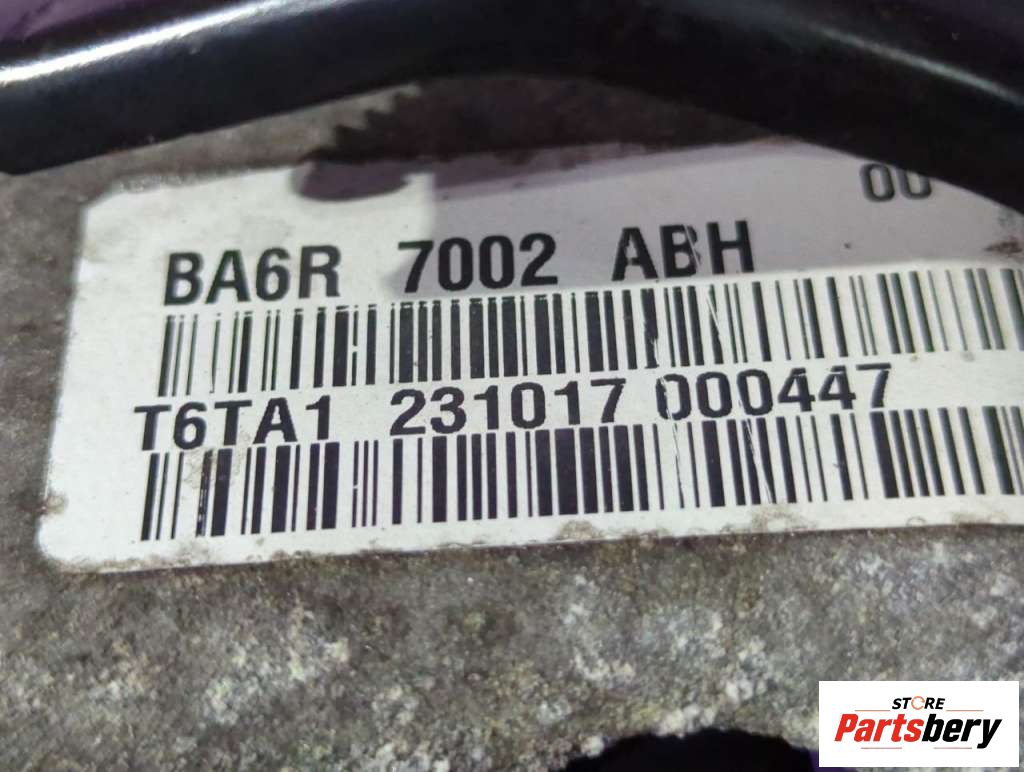 00
BA6R 7002 ABH
T6TA1 231017 000447
STORE
Partsbery